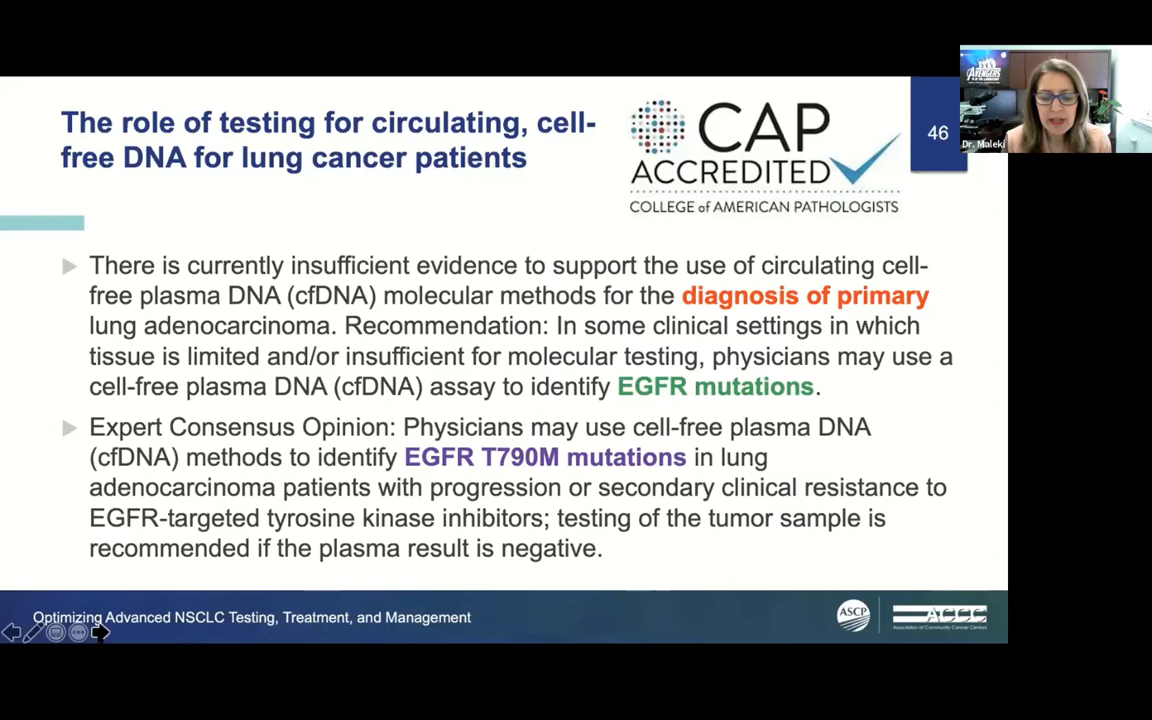 The role of testing for circulating, cell-
free DNA for lung cancer patients
CAP
ACCREDITED
COLLEGE of AMERICAN PATHOLOGISTS
46
AVENGERS
Dr. Maleki
There is currently insufficient evidence to support the use of circulating cell-
free plasma DNA (cfDNA) molecular methods for the diagnosis of primary
lung adenocarcinoma. Recommendation: In some clinical settings in which
tissue is limited and/or insufficient for molecular testing, physicians may use a
cell-free plasma DNA (cfDNA) assay to identify EGFR mutations.
Expert Consensus Opinion: Physicians may use cell-free plasma DNA
(cfDNA) methods to identify EGFR T790M mutations in lung
adenocarcinoma patients with progression or secondary clinical resistance to
EGFR-targeted tyrosine kinase inhibitors; testing of the tumor sample is
recommended if the plasma result is negative.
Optimizing Advanced NSCLC Testing, Treatment, and Management
ASCP
ACCC
Association of Community Cancer Centers